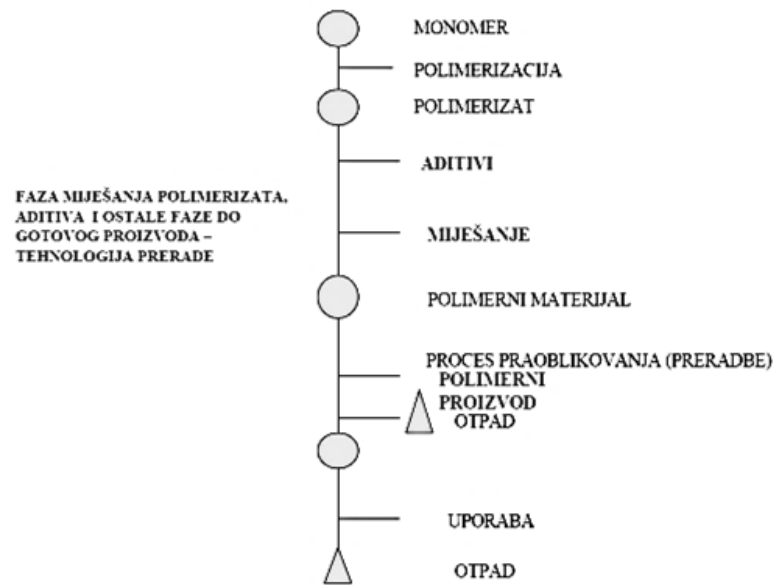 MONOMER
POLIMERIZACIJA
POLIMERIZAT
ADITIVI
FAZA MIJEŠANJA POLIMERIZATA,
ADITIVA I OSTALE FAZE DO
GOTOVOG PROIZVODA –
TEHNOLOGIJA PRERADE
MIJEŠANJE
POLIMERNI MATERIJAL
PROCES PRAOBLIKOVANJA (PRERADBE)
POLIMERNI
PROIZVOD
OTPAD
UPORABA
OTPAD